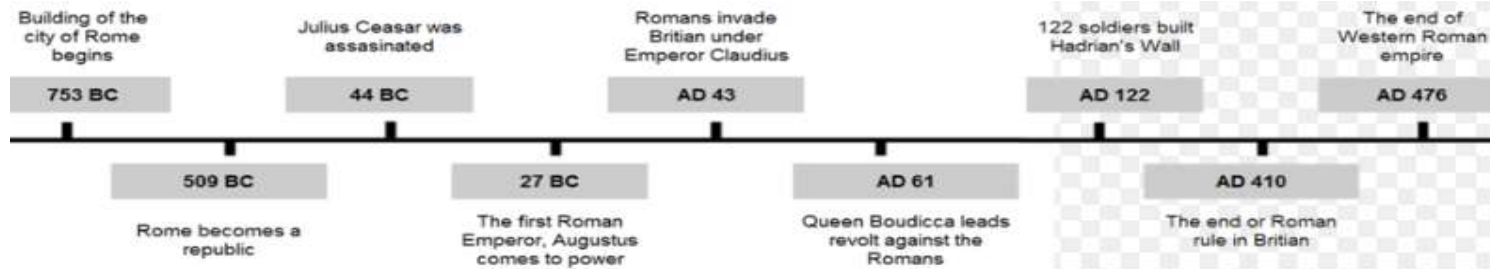 Building of the
city of Rome
begins
753 BC
509 BC
Rome becomes a
republic
Julius Ceasar was
assasinated
44 BC
27 BC
The first Roman
Emperor, Augustus
comes to power
Romans invade
Britian under
Emperor Claudius
AD 43
AD 61
Queen Boudicca leads
revolt against the
Romans
122 soldiers built
Hadrian's Wall
AD 122
AD 410
The end or Roman
rule in Britian
The end of
Western Roman
empire
AD 476